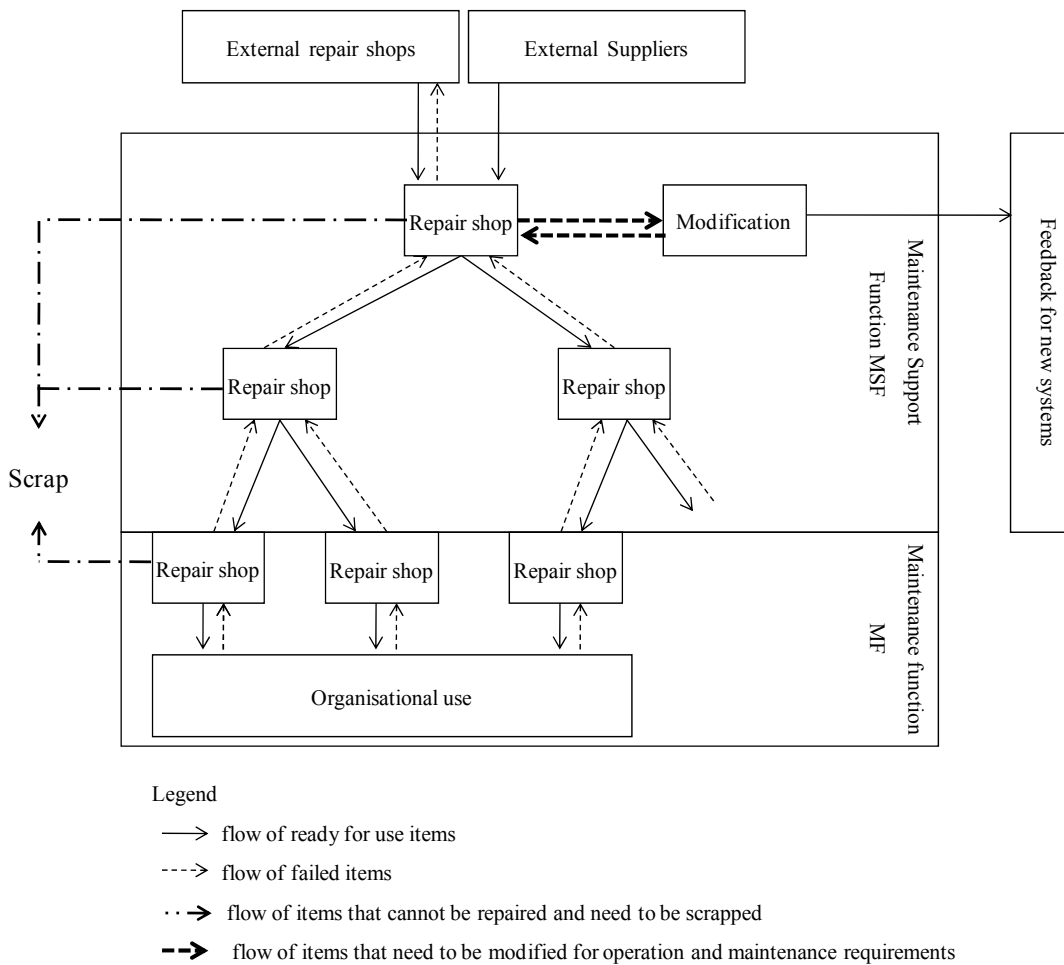 External repair shops
External Suppliers
Repair shop
Modification
Maintenance Support
Function MSF
Feedback for new systems
Repair shop
Repair shop
Scrap
Repair shop
Repair shop
Repair shop
Maintenance function
MF
Organisational use
Legend
flow of ready for use items
flow of failed items
flow of items that cannot be repaired and need to be scrapped
flow of items that need to be modified for operation and maintenance requirements